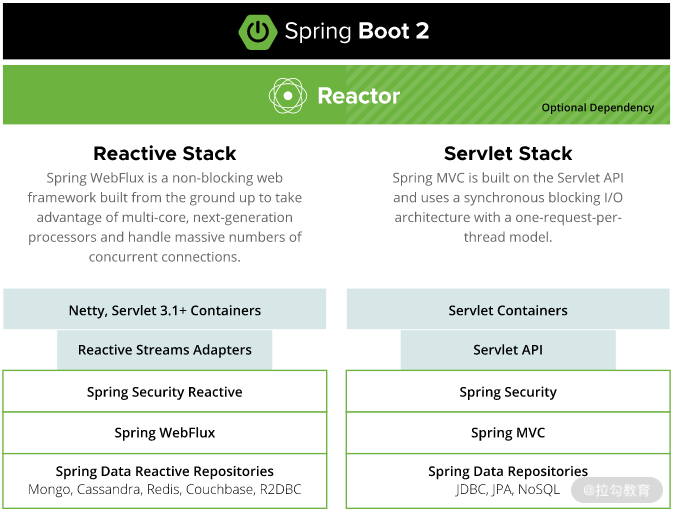 Spring Boot 2
Reactor
Optional Dependency
Reactive Stack
Spring WebFlux is a non-blocking web
framework built from the ground up to take
advantage of multi-core, next-generation
processors and handle massive numbers of
concurrent connections.
Servlet Stack
Spring MVC is built on the Servlet API
and uses a synchronous blocking I/O
architecture with a one-request-per-
thread model.
Netty, Servlet 3.1+ Containers
Reactive Streams Adapters
Spring Security Reactive
Spring WebFlux
Spring Data Reactive Repositories
Mongo, Cassandra, Redis, Couchbase, R2DBC
Servlet Containers
Servlet API
Spring Security
Spring MVC
Spring Data Repositories
JDBC, JPA, NoSQL
@拉勾教育